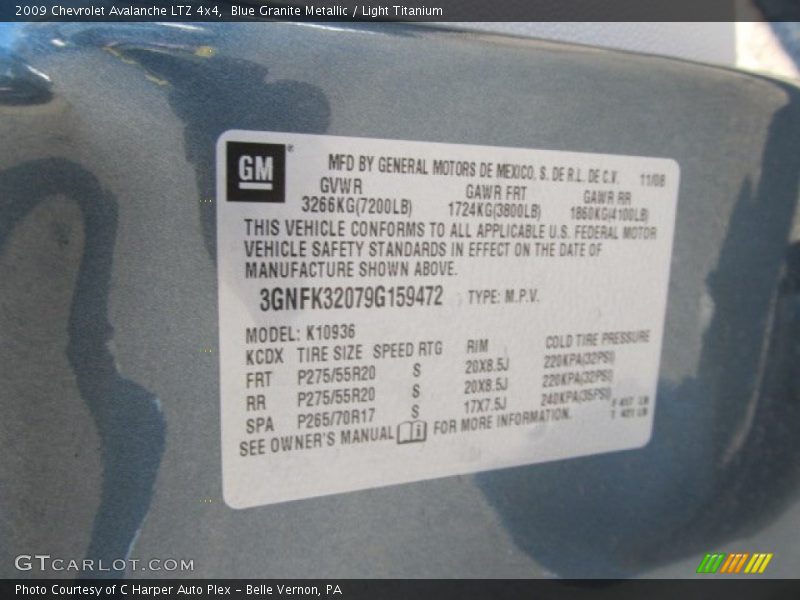 2009 Chevrolet Avalanche LTZ 4x4, Blue Granite Metallic / Light Titanium
GM
MFD BY GENERAL MOTORS DE MEXICO, S. DE R.L. DE C.V. 11/08
GVWR GAWR FRT GAWR RR
3266KG(7200LB) 1724KG(3800LB) 1860KG(4100LB)
THIS VEHICLE CONFORMS TO ALL APPLICABLE U.S. FEDERAL MOTOR
VEHICLE SAFETY STANDARDS IN EFFECT ON THE DATE OF
MANUFACTURE SHOWN ABOVE.
3GNFK32079G159472 TYPE: M.P.V.
MODEL: K10936
KCDX TIRE SIZE SPEED RTG RIM COLD TIRE PRESSURE
FRT P275/55R20 S 20X8.5J 220KPA(32PSI)
RR P275/55R20 S 20X8.5J 220KPA(32PSI)
SPA P265/70R17 S 17X7.5J 240KPA(35PSI)
SEE OWNER'S MANUAL FOR MORE INFORMATION.
GTCARLOT.COM
Photo Courtesy of C Harper Auto Plex - Belle Vernon, PA